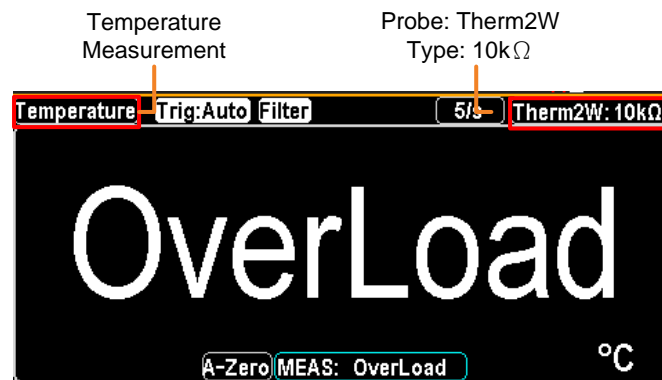 Temperature
Measurement
Probe: Therm2W
Type: 10kΩ
Temperature Trig:Auto Filter 5/s Therm2W:10kΩ
OverLoad
°C
A-Zero MEAS: OverLoad